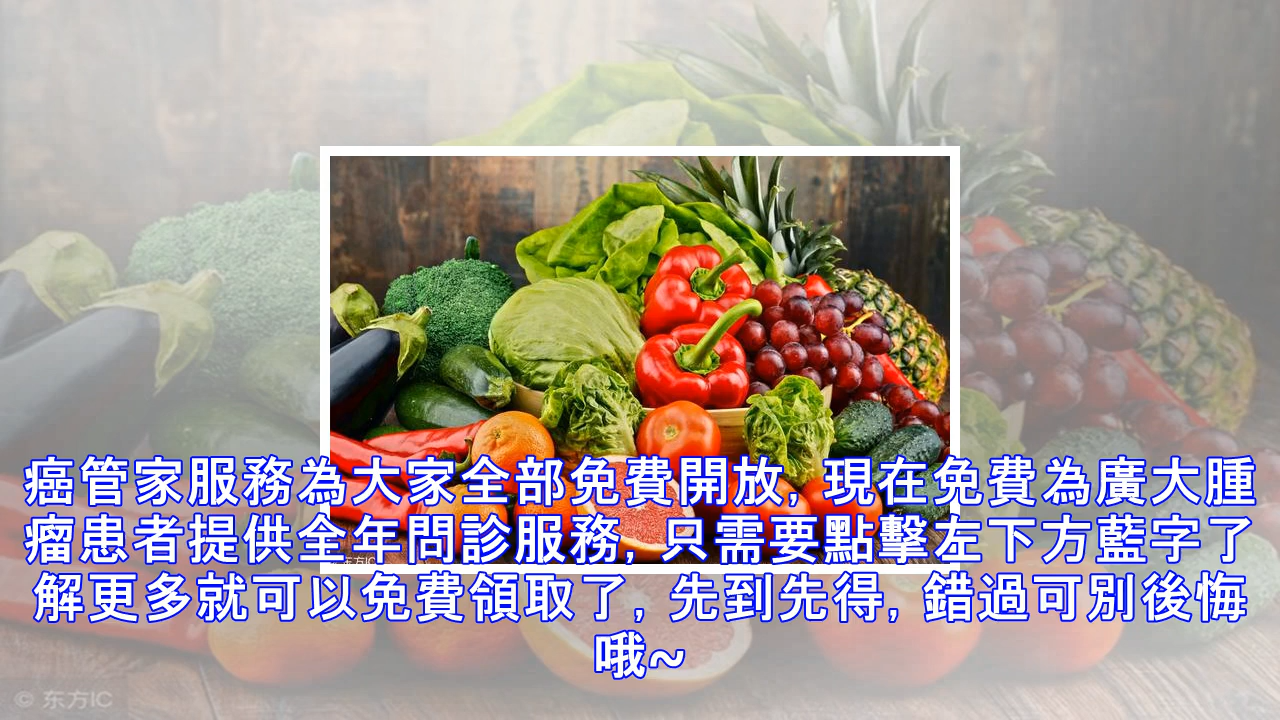 癌管家服務為大家全部免費開放, 現在免費為廣大腫
瘤患者提供全年問診服務, 只需要點擊左下方藍字了
解更多就可以免費領取了, 先到先得, 錯過可別後悔
哦~
© 东方IC